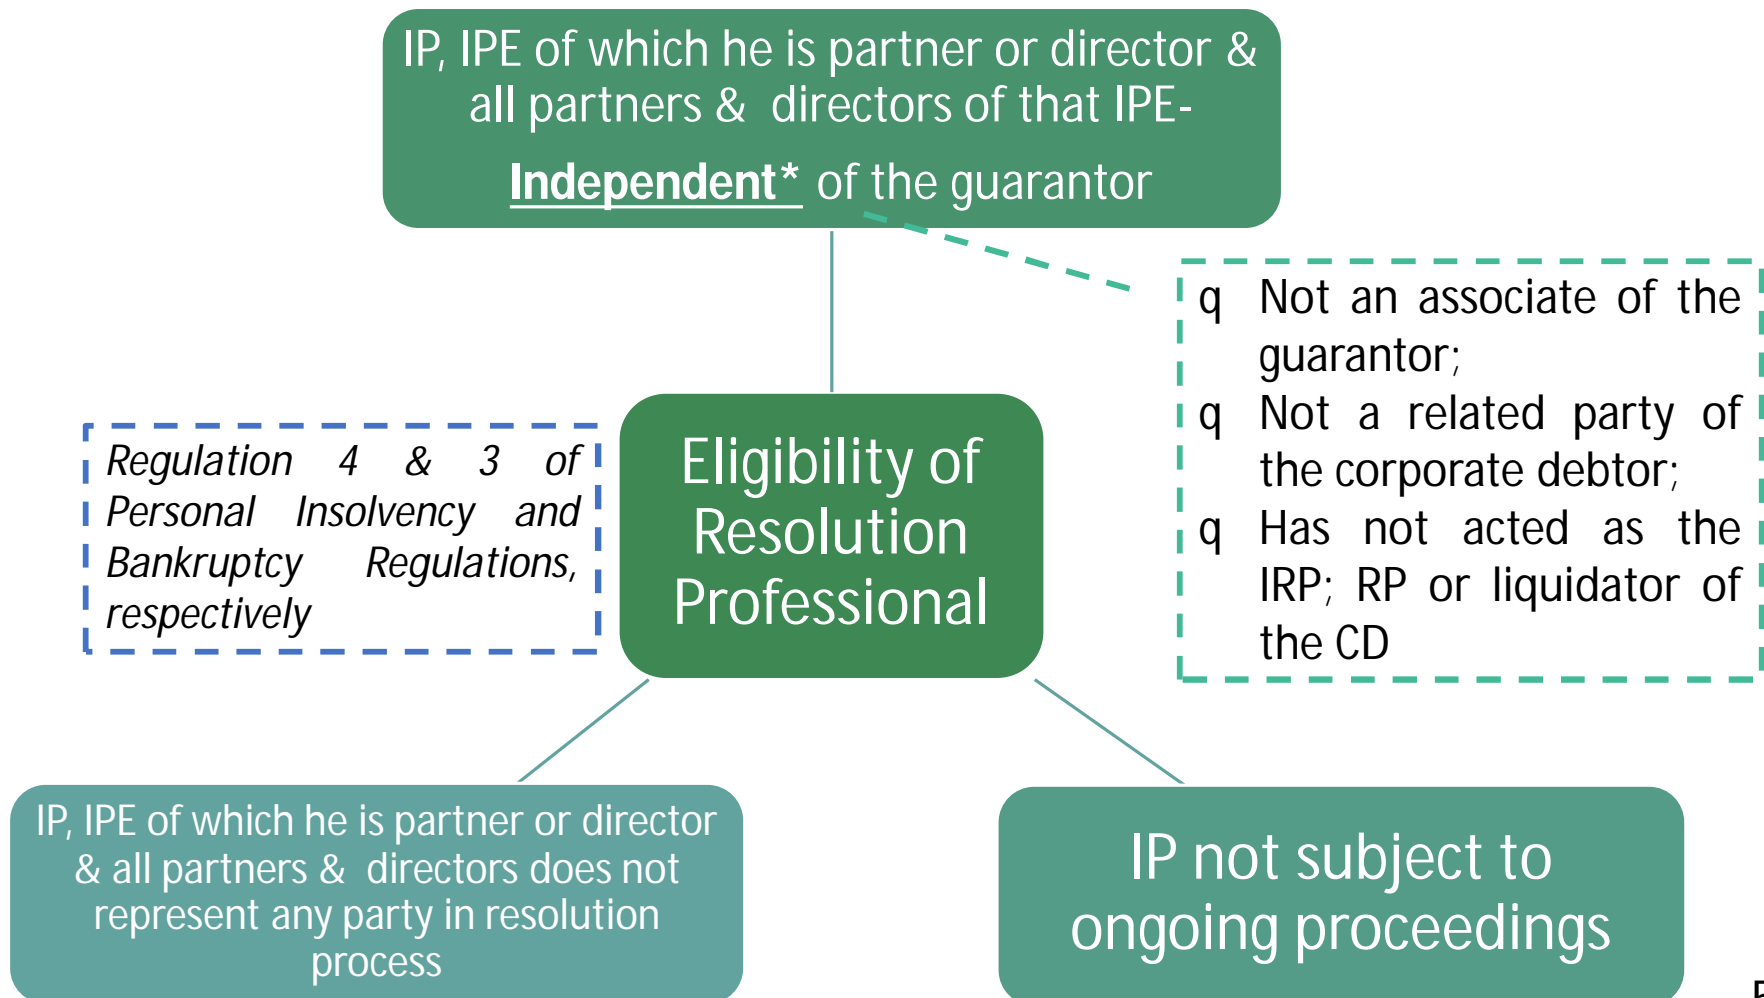 IP, IPE of which he is partner or director &
all partners & directors of that IPE-
Independent* of the guarantor
q Not an associate of the
guarantor;
q Not a related party of
the corporate debtor;
q Has not acted as the
IRP; RP or liquidator of
the CD
Regulation 4 & 3 of
Personal Insolvency and
Bankruptcy Regulations,
respectively
Eligibility of
Resolution
Professional
IP, IPE of which he is partner or director
& all partners & directors does not
represent any party in resolution
process
IP not subject to
ongoing proceedings